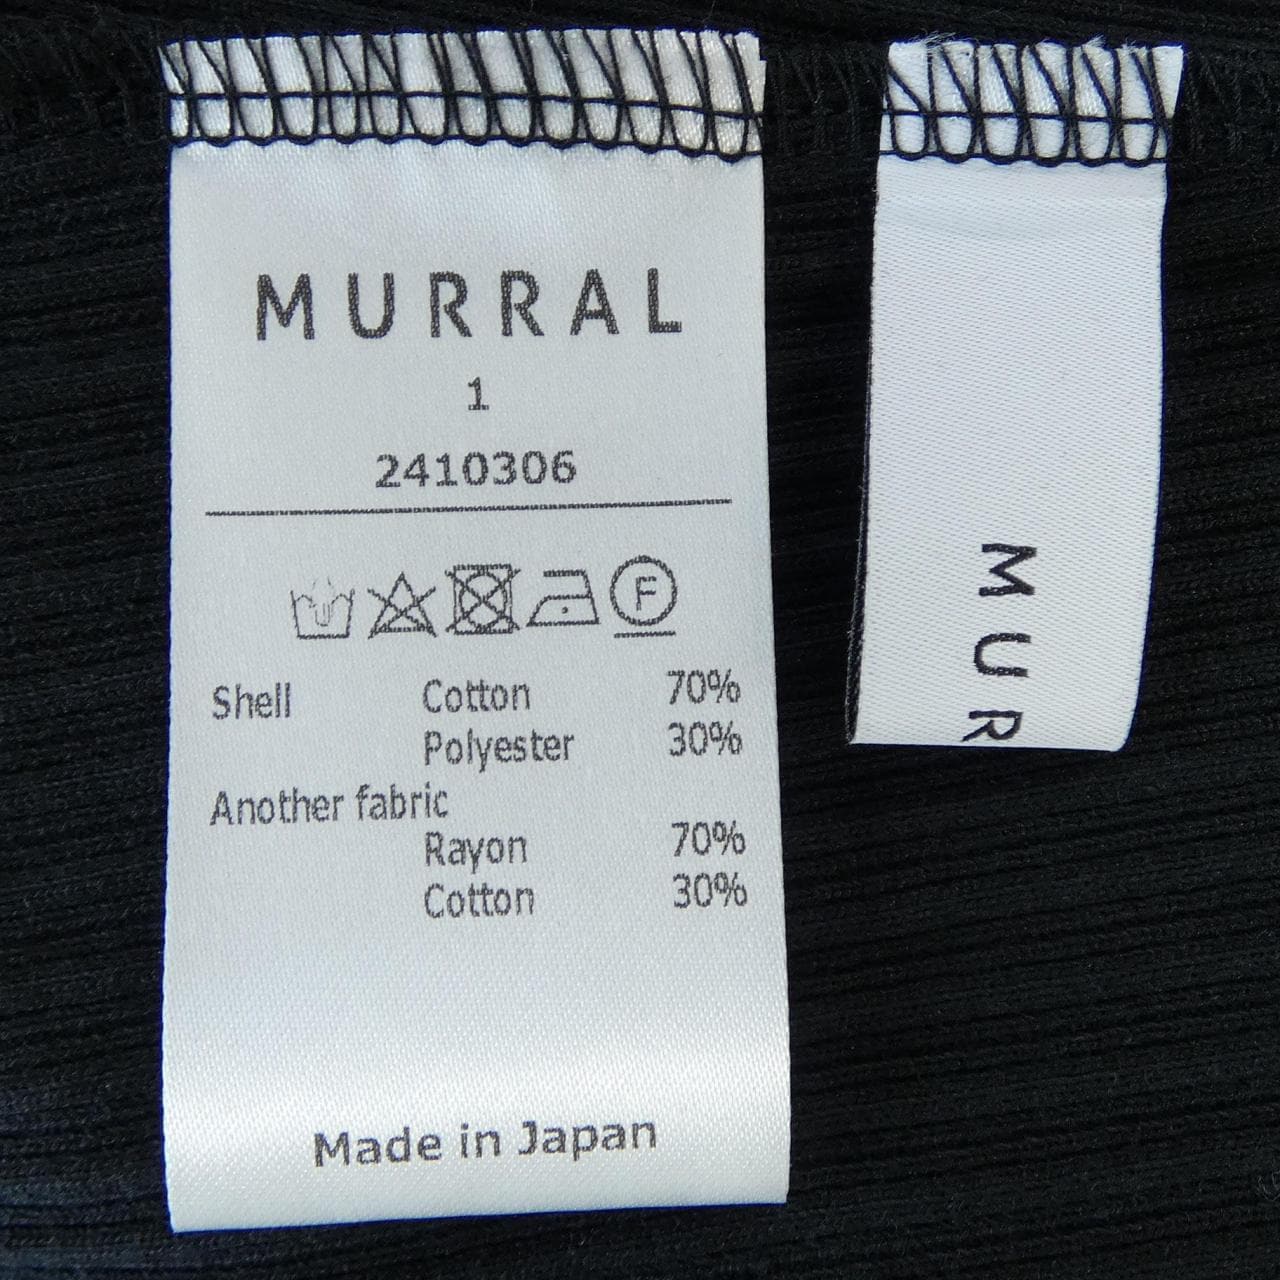 MURRAL
1
2410306
F
Shell Cotton 70%
Polyester 30%
Another fabric
Rayon 70%
Cotton 30%
Made in Japan
MUR